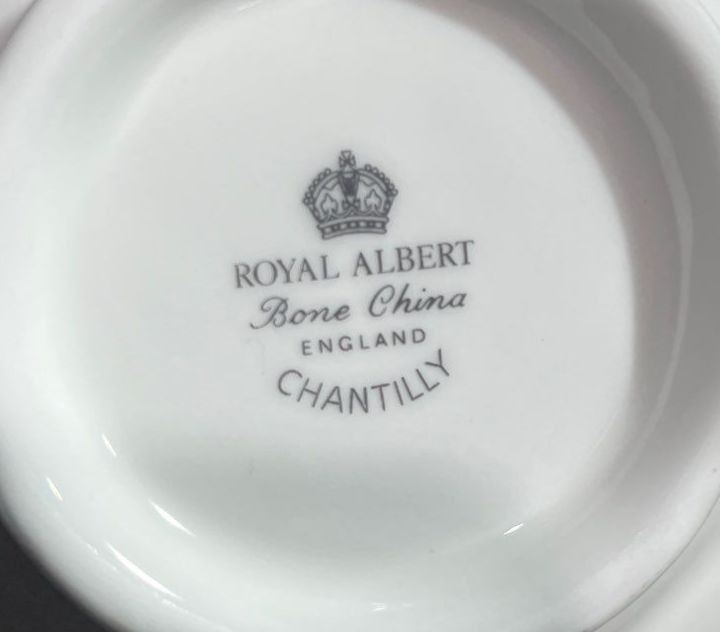 ROYAL ALBERT
Bone China
ENGLAND
CHANTILLY